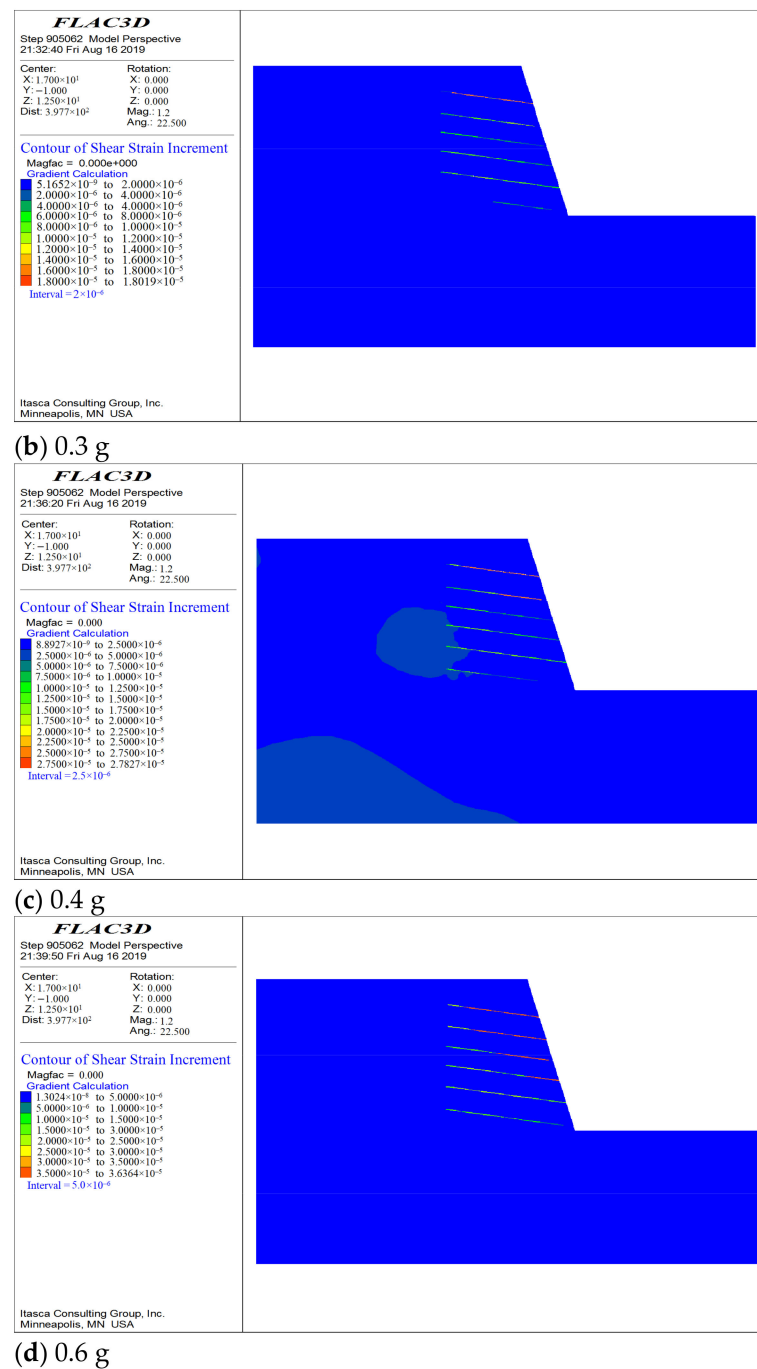 FLAC3D
Step 905062 Model Perspective
21:32:40 Fri Aug 16 2019
Center: Rotation:
X: 1.700×10¹ X: 0.000
Y: −1.000 Y: 0.000
Z: 1.250×10¹ Z: 0.000
Dist: 3.977×10² Mag.: 1.2
Ang.: 22.500
Contour of Shear Strain Increment
Magfac = 0.000e+000
Gradient Calculation
5.1652×10⁻⁹ to 2.0000×10⁻⁶
2.0000×10⁻⁶ to 4.0000×10⁻⁶
4.0000×10⁻⁶ to 4.0000×10⁻⁶
6.0000×10⁻⁶ to 8.0000×10⁻⁶
8.0000×10⁻⁶ to 1.0000×10⁻⁵
1.0000×10⁻⁵ to 1.2000×10⁻⁵
1.2000×10⁻⁵ to 1.4000×10⁻⁵
1.4000×10⁻⁵ to 1.6000×10⁻⁵
1.6000×10⁻⁵ to 1.8000×10⁻⁵
1.8000×10⁻⁵ to 1.8019×10⁻⁵
Interval = 2×10⁻⁶
Itasca Consulting Group, Inc.
Minneapolis, MN USA
(b) 0.3 g
FLAC3D
Step 905062 Model Perspective
21:36:20 Fri Aug 16 2019
Center: Rotation:
X: 1.700×10¹ X: 0.000
Y: −1.000 Y: 0.000
Z: 1.250×10¹ Z: 0.000
Dist: 3.977×10² Mag.: 1.2
Ang.: 22.500
Contour of Shear Strain Increment
Magfac = 0.000
Gradient Calculation
8.8927×10⁻⁹ to 2.5000×10⁻⁶
2.5000×10⁻⁶ to 5.0000×10⁻⁶
5.0000×10⁻⁶ to 7.5000×10⁻⁶
7.5000×10⁻⁶ to 1.0000×10⁻⁵
1.0000×10⁻⁵ to 1.2500×10⁻⁵
1.2500×10⁻⁵ to 1.5000×10⁻⁵
1.5000×10⁻⁵ to 1.7500×10⁻⁵
1.7500×10⁻⁵ to 2.0000×10⁻⁵
2.0000×10⁻⁵ to 2.2500×10⁻⁵
2.2500×10⁻⁵ to 2.5000×10⁻⁵
2.5000×10⁻⁵ to 2.7500×10⁻⁵
2.7500×10⁻⁵ to 2.7827×10⁻⁵
Interval = 2.5×10⁻⁶
Itasca Consulting Group, Inc.
Minneapolis, MN USA
(c) 0.4 g
FLAC3D
Step 905062 Model Perspective
21:39:50 Fri Aug 16 2019
Center: Rotation:
X: 1.700×10¹ X: 0.000
Y: −1.000 Y: 0.000
Z: 1.250×10¹ Z: 0.000
Dist: 3.977×10² Mag.: 1.2
Ang.: 22.500
Contour of Shear Strain Increment
Magfac = 0.000
Gradient Calculation
1.3024×10⁻⁸ to 5.0000×10⁻⁶
5.0000×10⁻⁶ to 1.0000×10⁻⁵
1.0000×10⁻⁵ to 1.5000×10⁻⁵
1.5000×10⁻⁵ to 3.0000×10⁻⁵
2.0000×10⁻⁵ to 2.5000×10⁻⁵
2.5000×10⁻⁵ to 3.0000×10⁻⁵
3.0000×10⁻⁵ to 3.5000×10⁻⁵
3.5000×10⁻⁵ to 3.6364×10⁻⁵
Interval = 5.0×10⁻⁶
Itasca Consulting Group, Inc.
Minneapolis, MN USA
(d) 0.6 g